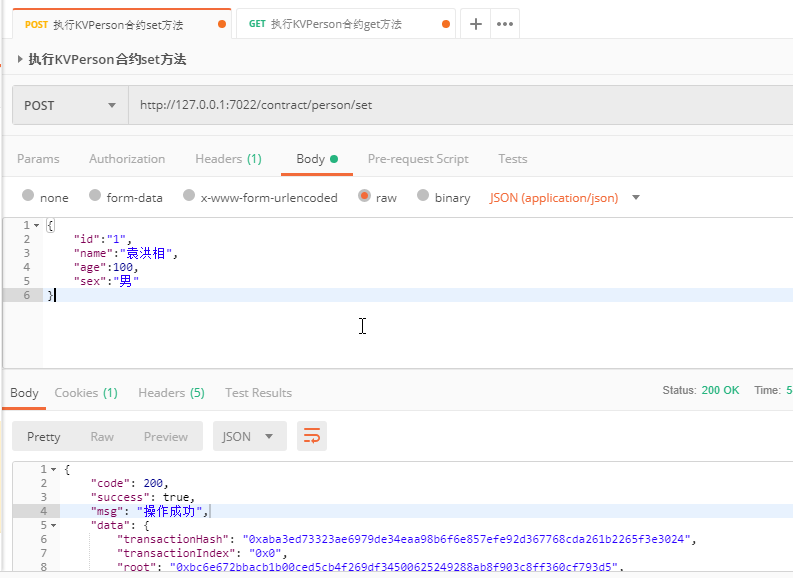 POST 执行KVPerson合约set方法 GET 执行KVPerson合约get方法
执行KVPerson合约set方法
POST http://127.0.0.1:7022/contract/person/set
Params Authorization Headers (1) Body Pre-request Script Tests
none form-data x-www-form-urlencoded raw binary JSON (application/json)
1 {
2 "id":"1",
3 "name":"袁洪相",
4 "age":100,
5 "sex":"男"
6 }
Body Cookies (1) Headers (5) Test Results Status: 200 OK Time: 5
Pretty Raw Preview JSON
1 {
2 "code": 200,
3 "success": true,
4 "msg": "操作成功",
5 "data": {
6 "transactionHash": "0xaba3ed73323ae6979de34eaa98b6f6e857efe92d367768cda261b2265f3e3024",
7 "transactionIndex": "0x0",
8 "root": "0xbc6e672bbacb1b00ced5cb4f269df34500625249288ab8f903c8ff360cf793d5",